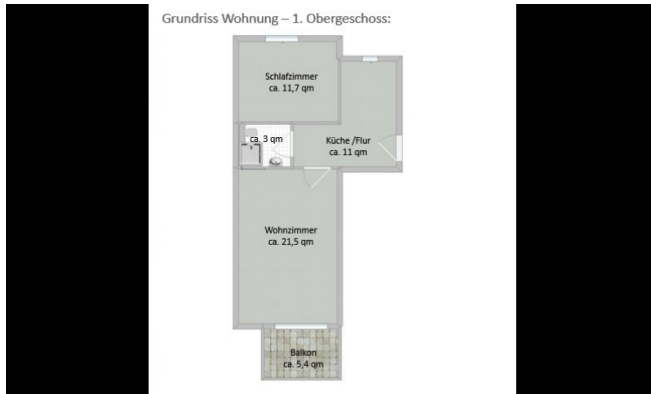 Grundriss Wohnung – 1. Obergeschoss:
Schlafzimmer
ca. 11,7 qm
ca. 3 qm
Küche /Flur
ca. 11 qm
Wohnzimmer
ca. 21,5 qm
Balkon
ca. 5,4 qm